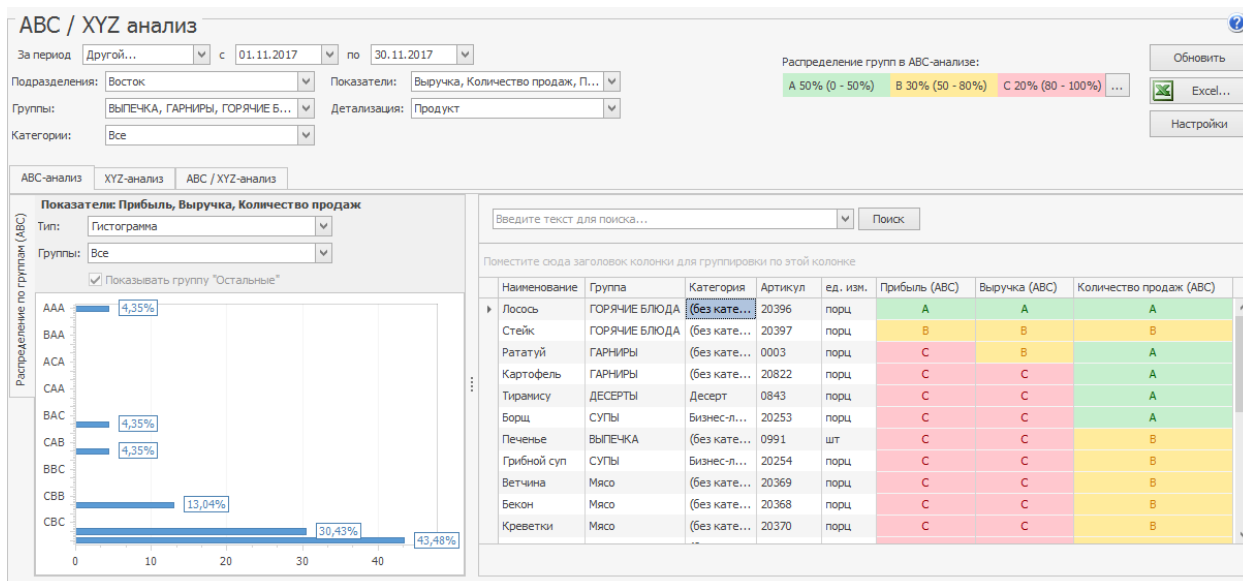 ABC / XYZ анализ
За период Другой... с 01.11.2017 по 30.11.2017
Распределение групп в ABC-анализе:
Обновить
Подразделения: Восток Показатели: Выручка, Количество продаж, П...
A 50% (0 - 50%) B 30% (50 - 80%) C 20% (80 - 100%) ...
Excel...
Группы: ВЫПЕЧКА, ГАРНИРЫ, ГОРЯЧИЕ Б... Детализация: Продукт
Настройки
Категории: Все
ABC-анализ XYZ-анализ ABC / XYZ-анализ
Распределение по группам (ABC)
Показатели: Прибыль, Выручка, Количество продаж
Тип: Гистограмма
Группы: Все
Показывать группу "Остальные"
AAA 4,35%
BAA
ACA
CAA
BAC 4,35%
CAB 4,35%
BBC
CBB 13,04%
CBC 30,43%
43,48%
0 10 20 30 40
Введите текст для поиска... Поиск
Поместите сюда заголовок колонки для группировки по этой колонке
Наименование Группа Категория Артикул ед. изм. Прибыль (ABC) Выручка (ABC) Количество продаж (ABC)
Лосось ГОРЯЧИЕ БЛЮДА (без кате... 20396 порц A A A
Стейк ГОРЯЧИЕ БЛЮДА (без кате... 20397 порц B B B
Рататуй ГАРНИРЫ (без кате... 0003 порц C B A
Картофель ГАРНИРЫ (без кате... 20822 порц C C A
Тирамису ДЕСЕРТЫ Десерт 0843 порц C C A
Борщ СУПЫ Бизнес-л... 20253 порц C C A
Печенье ВЫПЕЧКА (без кате... 0991 шт C C B
Грибной суп СУПЫ Бизнес-л... 20254 порц C C B
Ветчина Мясо (без кате... 20369 порц C C B
Бекон Мясо (без кате... 20368 порц C C B
Креветки Мясо (без кате... 20370 порц C C B